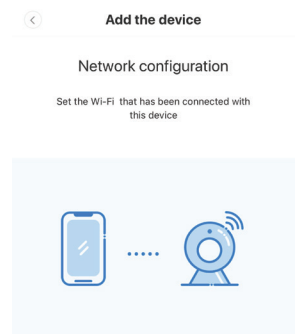 Add the device
Network configuration
Set the Wi-Fi that has been connected with
this device